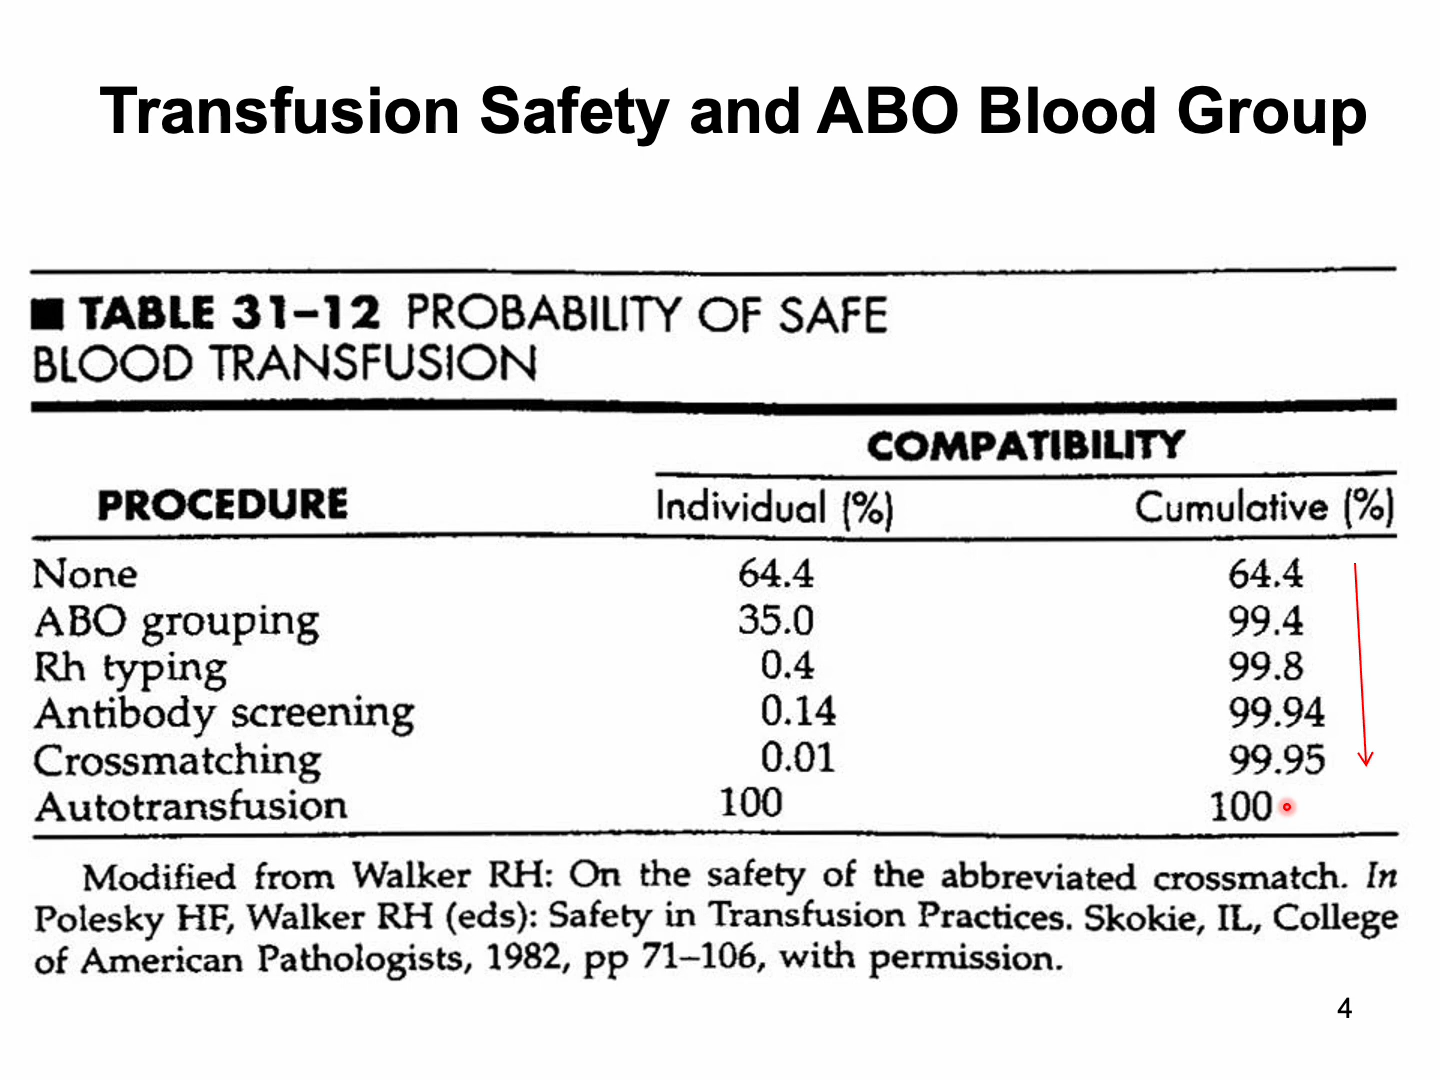 Transfusion Safety and ABO Blood Group
■ TABLE 31–12 PROBABILITY OF SAFE
BLOOD TRANSFUSION
COMPATIBILITY
PROCEDURE Individual (%) Cumulative (%)
None 64.4 64.4
ABO grouping 35.0 99.4
Rh typing 0.4 99.8
Antibody screening 0.14 99.94
Crossmatching 0.01 99.95
Autotransfusion 100 100
Modified from Walker RH: On the safety of the abbreviated crossmatch. In
Polesky HF, Walker RH (eds): Safety in Transfusion Practices. Skokie, IL, College
of American Pathologists, 1982, pp 71–106, with permission.
4